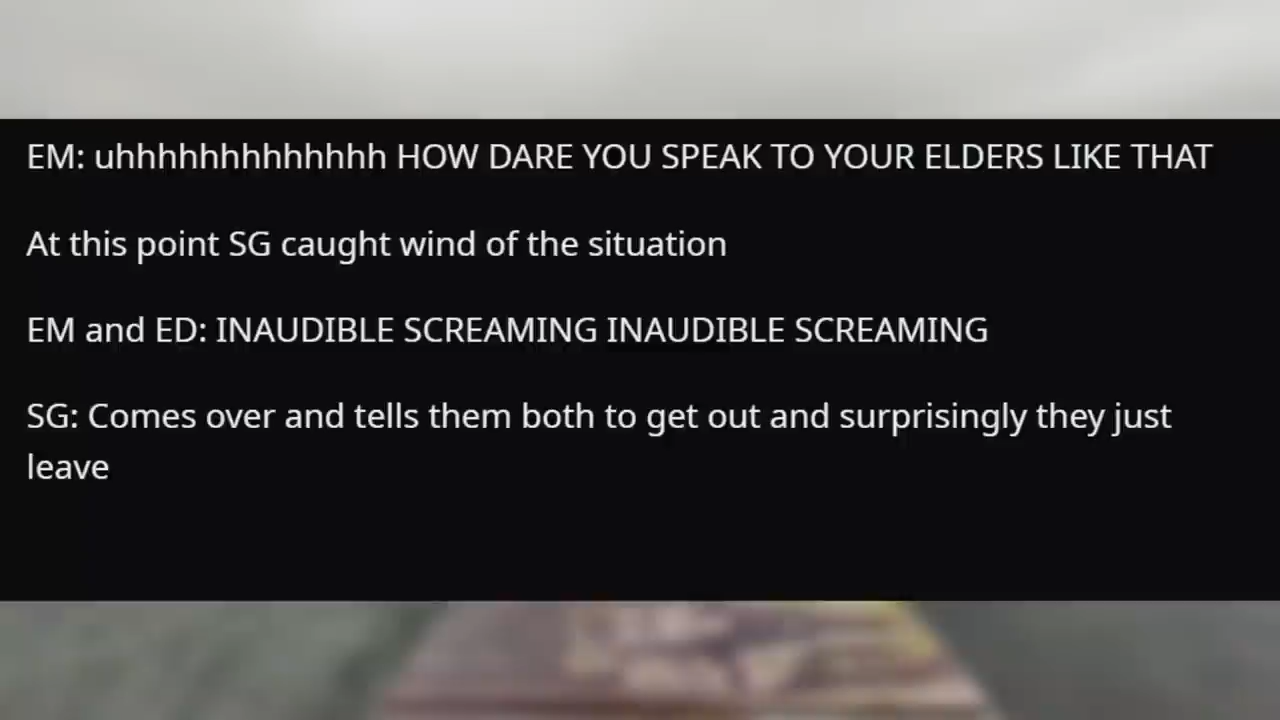 EM: uhhhhhhhhhhhhhh HOW DARE YOU SPEAK TO YOUR ELDERS LIKE THAT
At this point SG caught wind of the situation
EM and ED: INAUDIBLE SCREAMING INAUDIBLE SCREAMING
SG: Comes over and tells them both to get out and surprisingly they just
leave